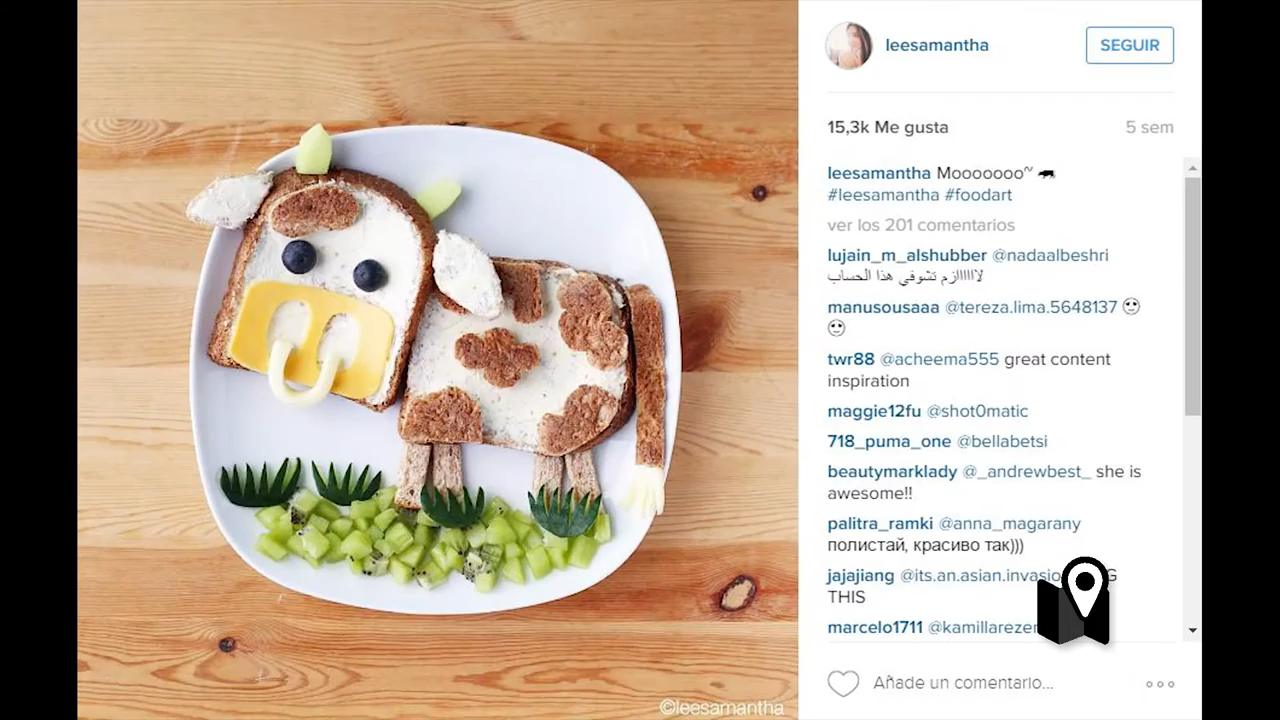 leesamantha
SEGUIR
15,3k Me gusta
5 sem
leesamantha Mooooooo~
#leesamantha #foodart
ver los 201 comentarios
lujain_m_alshubber @nadaalbeshri
لااااااازم تشوفي هذا الحساب
manusousaaa @tereza.lima.5648137
twr88 @acheema555 great content
inspiration
maggie12fu @shot0matic
718_puma_one @bellabetsi
beautymarklady @_andrewbest_ she is
awesome!!
palitra_ramki @anna_magarany
полистай, красиво так)))
jajajiang @its.an.asian.invasio
THIS
marcelo1711 @kamillarezer
Añade un comentario...
©leesamantha